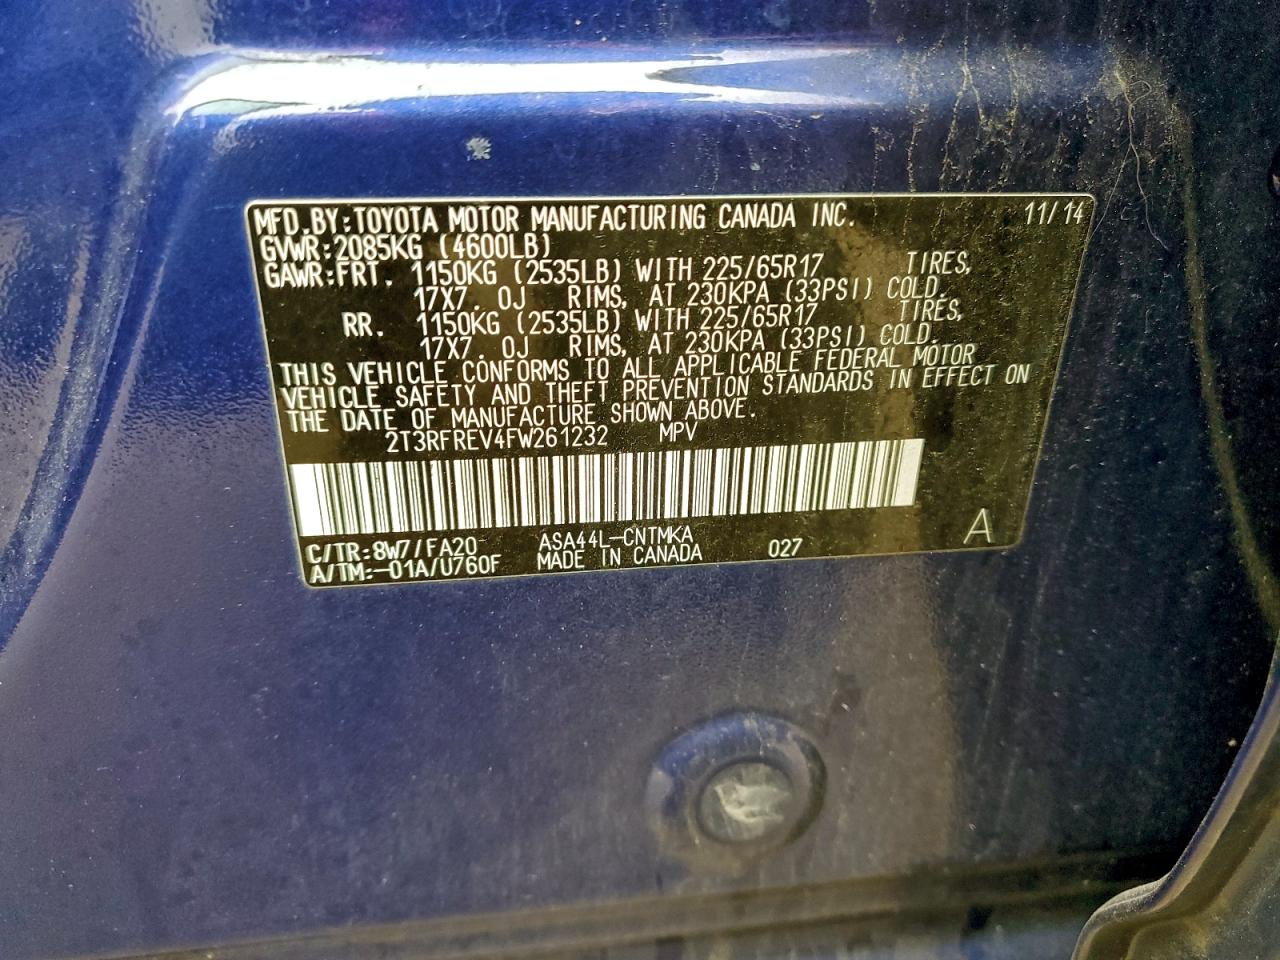 MFD.BY:TOYOTA MOTOR MANUFACTURING CANADA INC. 11/14
GVWR:2085KG (4600LB)
GAWR:FRT. 1150KG (2535LB) WITH 225/65R17 TIRES,
17X7 0J RIMS, AT 230KPA (33PSI) COLD.
RR. 1150KG (2535LB) WITH 225/65R17 TIRES,
17X7 0J RIMS, AT 230KPA (33PSI) COLD.
THIS VEHICLE CONFORMS TO ALL APPLICABLE FEDERAL MOTOR
VEHICLE SAFETY AND THEFT PREVENTION STANDARDS IN EFFECT ON
THE DATE OF MANUFACTURE SHOWN ABOVE.
2T3RFREV4FW261232 MPV
C/TR:8W7/FA20 ASA44L-CNTMKA 027 A
A/TM:-01A/U760F MADE IN CANADA